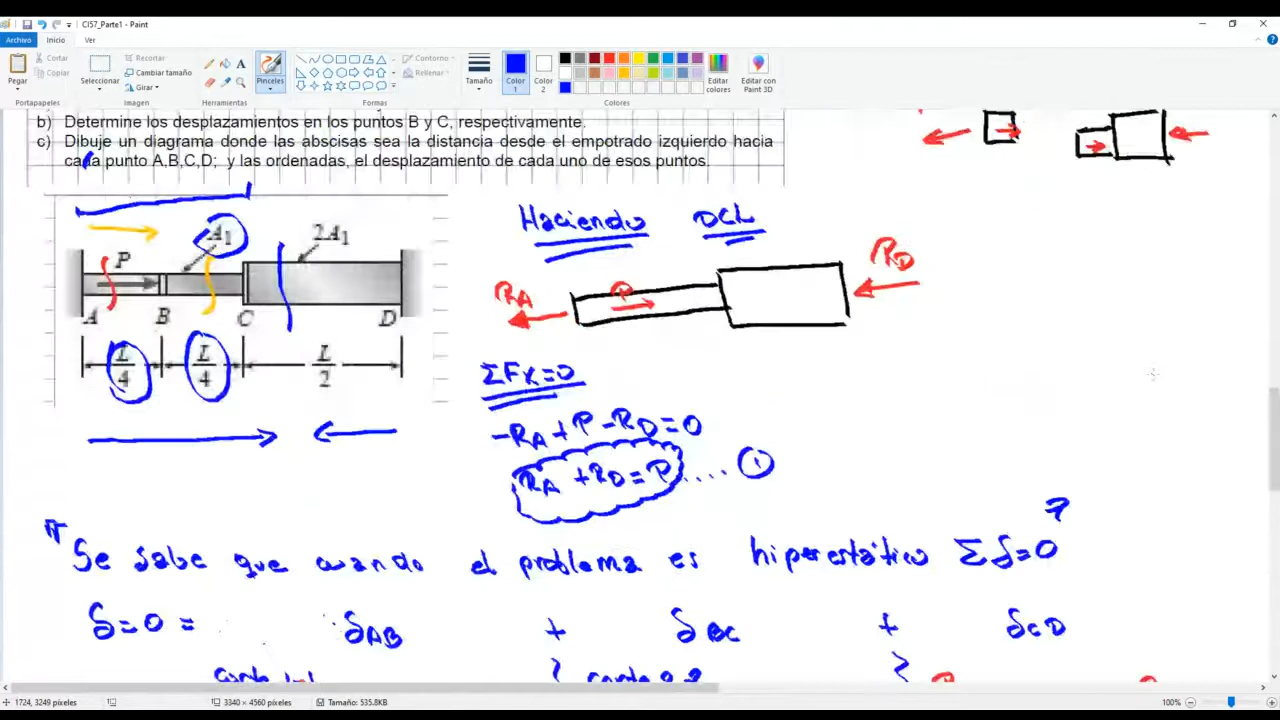 CI57_Parte1 - Paint
Archivo Inicio Ver
Pegar
Cortar
Copiar
Portapapeles
Seleccionar
Recortar
Cambiar tamaño
Girar
Imagen
Herramientas
Pinceles
Contorno
Rellenar
Formas
Tamaño
Color 1
Color 2
Editar colores
Editar con Paint 3D
Colores
b) Determine los desplazamientos en los puntos B y C, respectivamente.
c) Dibuje un diagrama donde las abscisas sea la distancia desde el empotrado izquierdo hacia
cada punto A,B,C,D; y las ordenadas, el desplazamiento de cada uno de esos puntos.
P A1 2A1
A B C D
L/4 L/4 L/2
Haciendo DCL
RA P RD
ΣFx=0
-RA+P-RD=0
RA+RD=P....①
Se sabe que cuando el problema es hiperestático Σδ=0
δ=0= δAB + δBC + δCD
1724, 3249 píxeles
3340 × 4560 píxeles
Tamaño: 535.8KB
100%